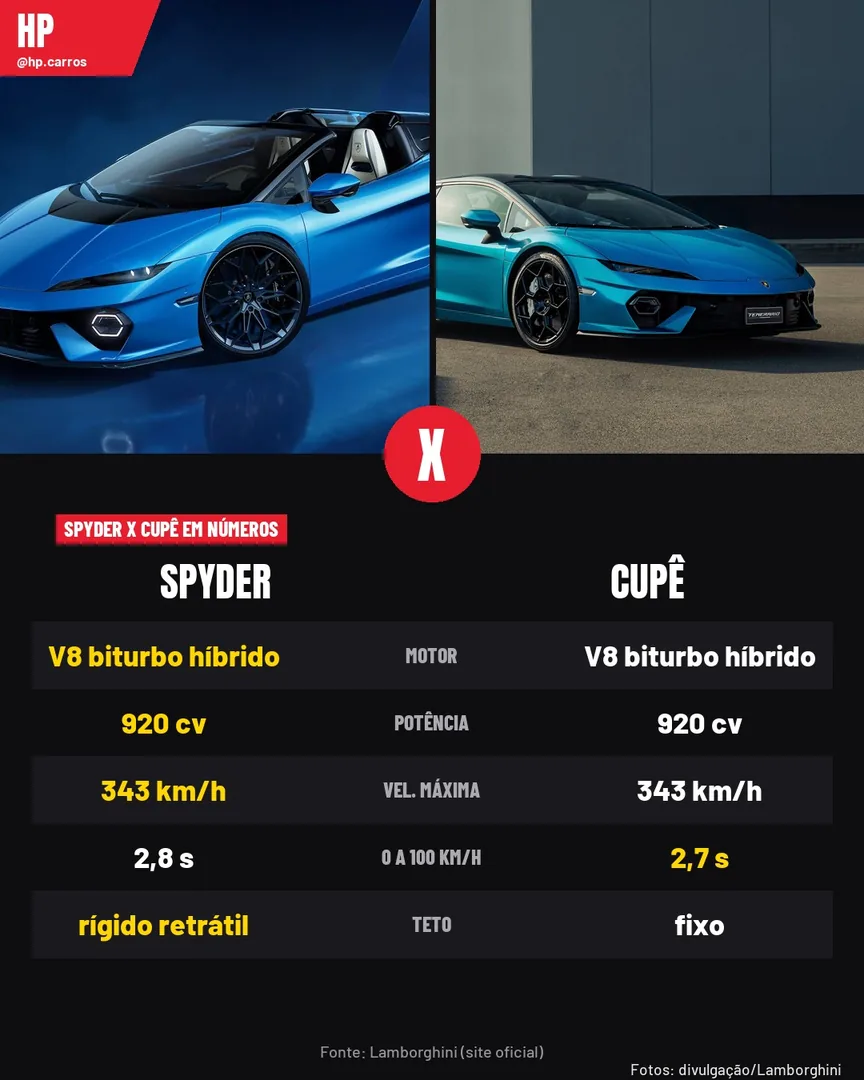 HP
@hp.carros
TEMERARIO
X
SPYDER X CUPÊ EM NÚMEROS
SPYDER
CUPÊ
V8 biturbo híbrido MOTOR V8 biturbo híbrido
920 cv POTÊNCIA 920 cv
343 km/h VEL. MÁXIMA 343 km/h
2,8 s 0 A 100 KM/H 2,7 s
rígido retrátil TETO fixo
Fonte: Lamborghini (site oficial)
Fotos: divulgação/Lamborghini